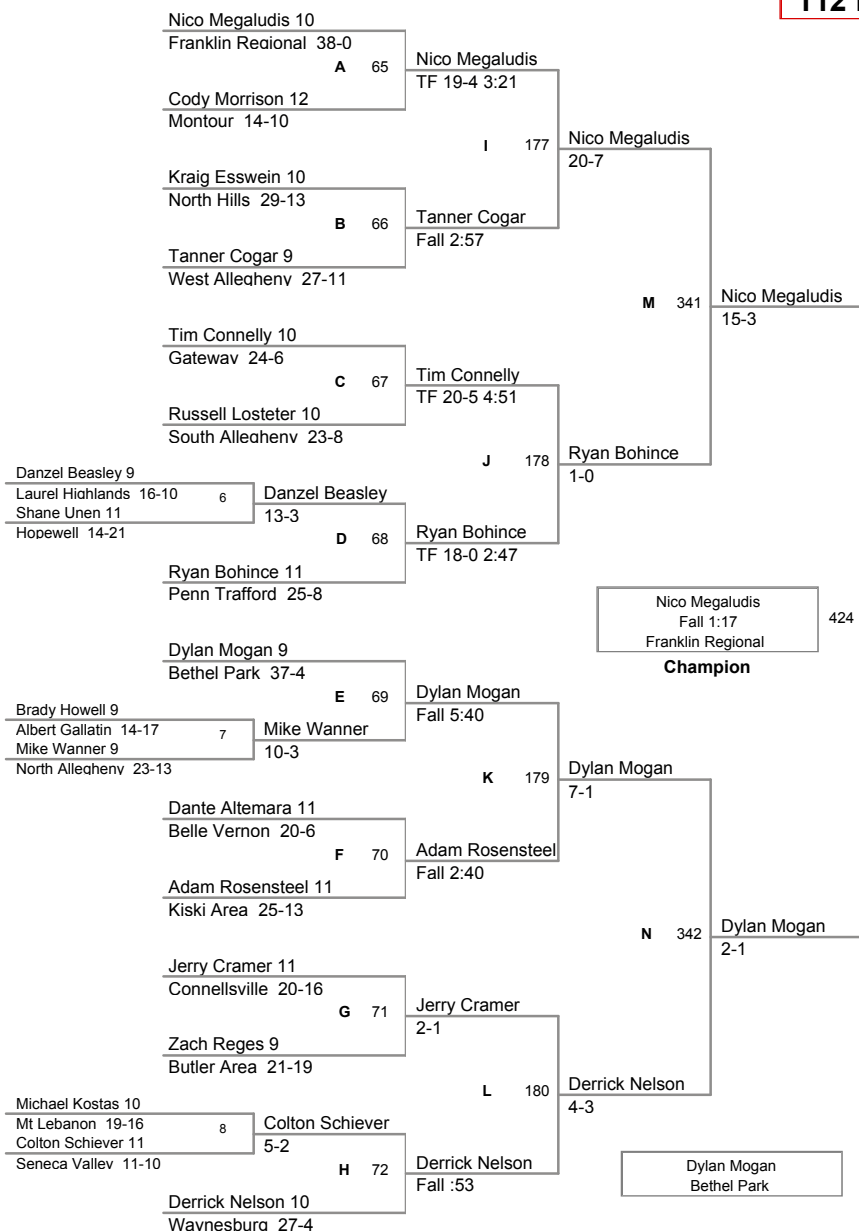 112
Nico Megaludis 10
Franklin Regional 38-0
A 65
Nico Megaludis
TF 19-4 3:21
Cody Morrison 12
Montour 14-10
I 177
Nico Megaludis
20-7
Kraig Esswein 10
North Hills 29-13
B 66
Tanner Cogar
Fall 2:57
Tanner Cogar 9
West Allegheny 27-11
M 341
Nico Megaludis
15-3
Tim Connelly 10
Gateway 24-6
C 67
Tim Connelly
TF 20-5 4:51
Russell Losteter 10
South Allegheny 23-8
J 178
Ryan Bohince
1-0
Danzel Beasley 9
Laurel Highlands 16-10
6
Shane Unen 11
Hopewell 14-21
Danzel Beasley
13-3
D 68
Ryan Bohince
TF 18-0 2:47
Ryan Bohince 11
Penn Trafford 25-8
Nico Megaludis
Fall 1:17
Franklin Regional
424
Champion
Dylan Mogan 9
Bethel Park 37-4
E 69
Dylan Mogan
Fall 5:40
Brady Howell 9
Albert Gallatin 14-17
7
Mike Wanner 9
North Allegheny 23-13
Mike Wanner
10-3
K 179
Dylan Mogan
7-1
Dante Altemara 11
Belle Vernon 20-6
F 70
Adam Rosensteel
Fall 2:40
Adam Rosensteel 11
Kiski Area 25-13
N 342
Dylan Mogan
2-1
Jerry Cramer 11
Connellsville 20-16
G 71
Jerry Cramer
2-1
Zach Reges 9
Butler Area 21-19
L 180
Derrick Nelson
4-3
Michael Kostas 10
Mt Lebanon 19-16
8
Colton Schiever 11
Seneca Valley 11-10
Colton Schiever
5-2
H 72
Derrick Nelson
Fall :53
Derrick Nelson 10
Waynesburg 27-4
Dylan Mogan
Bethel Park